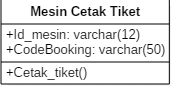 Mesin Cetak Tiket
+Id_mesin: varchar(12)
+CodeBooking: varchar(50)
+Cetak_tiket()